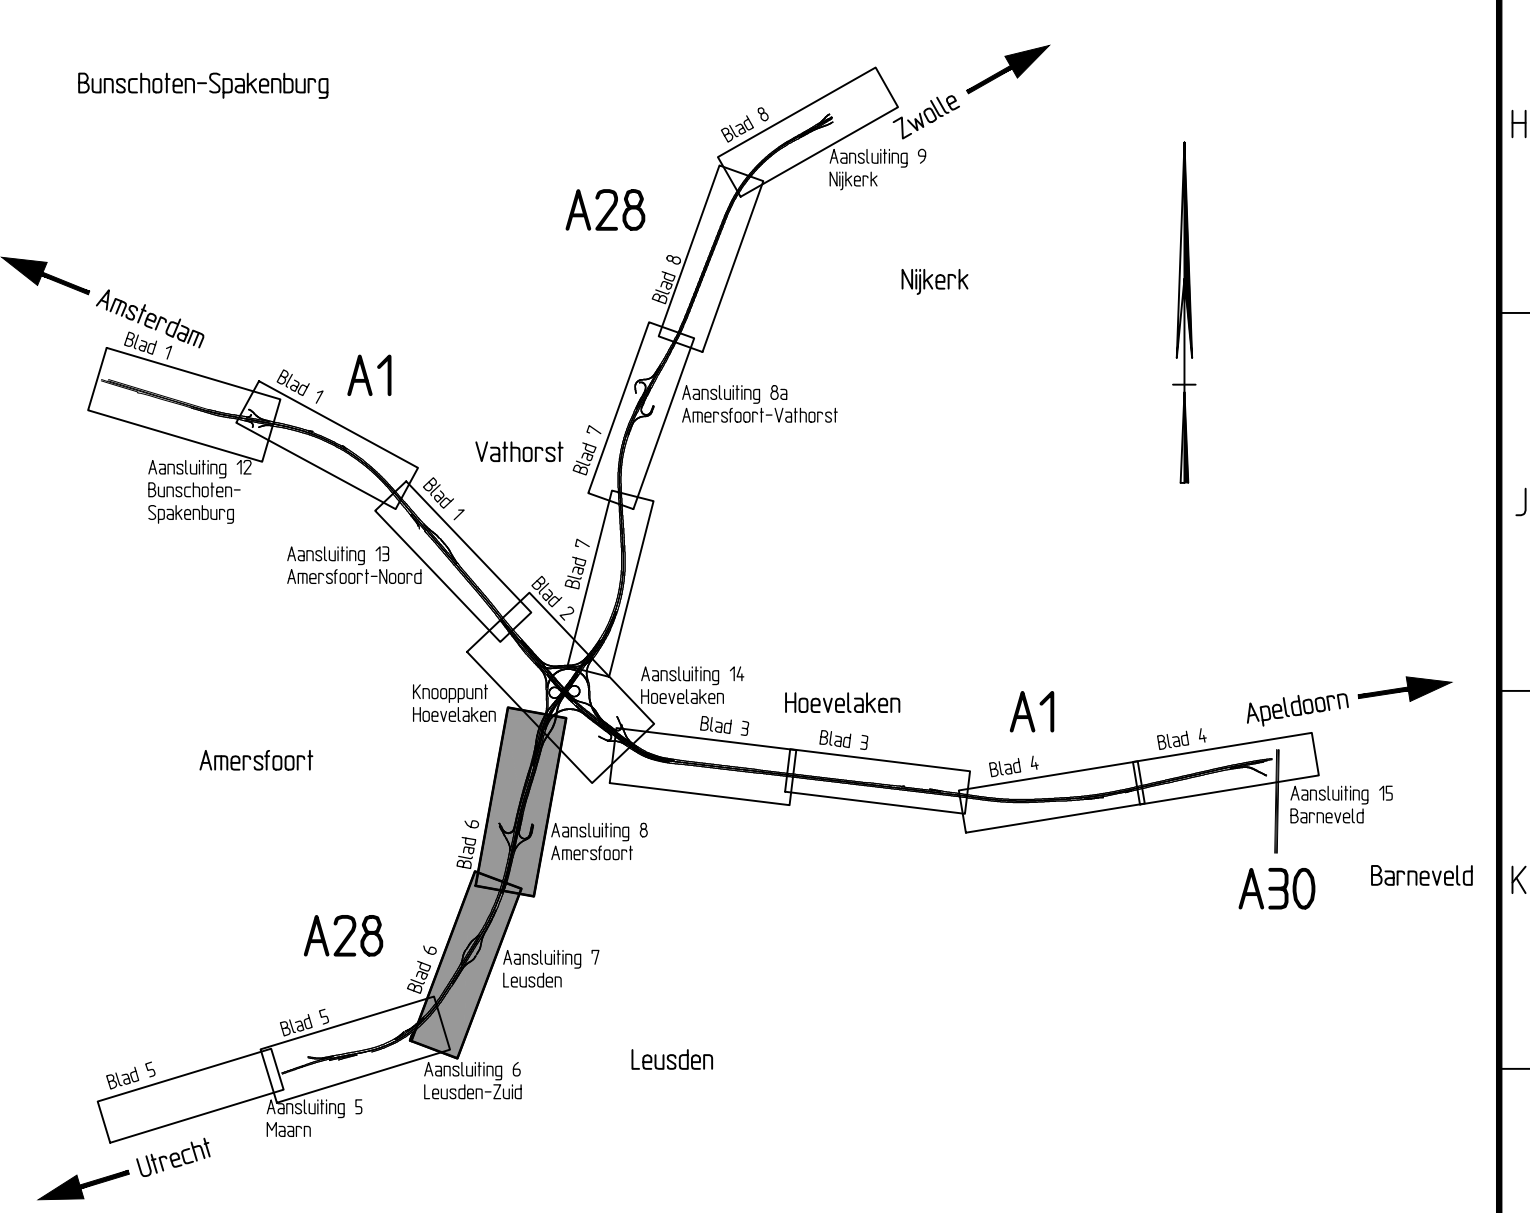 Bunschoten-Spakenburg
Zwolle
H
Blad 8
Aansluiting 9
Nijkerk
A28
Blad 8
Nijkerk
Amsterdam
Blad 1
A1
Blad 1
Aansluiting 8a
Amersfoort-Vathorst
Vathorst
Blad 7
Aansluiting 12
Bunschoten-
Spakenburg
Blad 1
J
Aansluiting 13
Amersfoort-Noord
Blad 7
Blad 2
Aansluiting 14
Hoevelaken
Knooppunt
Hoevelaken
Hoevelaken
A1
Apeldoorn
Blad 3
Blad 3
Blad 4
Blad 4
Amersfoort
Aansluiting 15
Barneveld
Blad 6
Aansluiting 8
Amersfoort
A30
Barneveld
K
A28
Blad 6
Aansluiting 7
Leusden
Blad 5
Blad 5
Leusden
Aansluiting 6
Leusden-Zuid
Aansluiting 5
Maarn
Utrecht